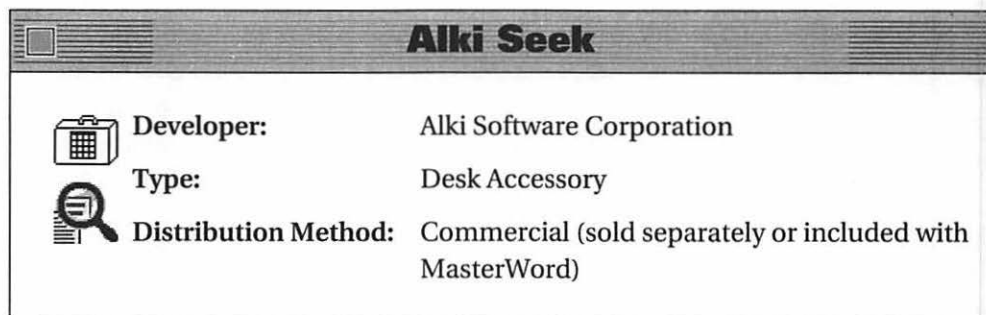 Alki Seek
Developer: Alki Software Corporation
Type: Desk Accessory
Distribution Method: Commercial (sold separately or included with
MasterWord)